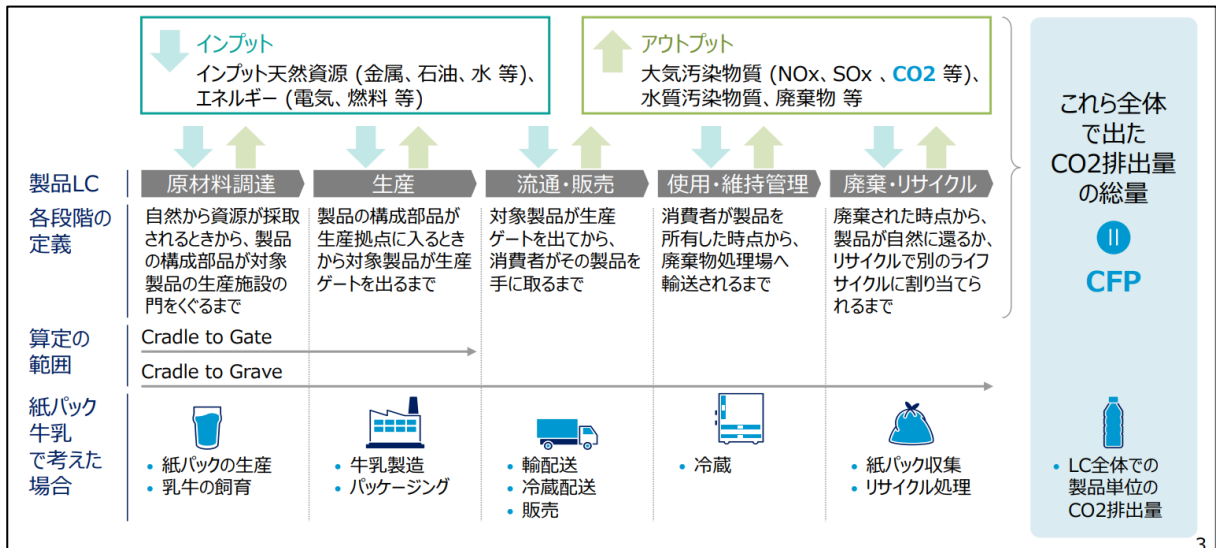 インプット
インプット天然資源 (金属、石油、水 等)、
エネルギー (電気、燃料 等)
アウトプット
大気汚染物質 (NOx、SOx 、CO2 等)、
水質汚染物質、廃棄物 等
製品LC
原材料調達
生産
流通・販売
使用・維持管理
廃棄・リサイクル
各段階の
定義
自然から資源が採取
されるときから、製品
の構成部品が対象
製品の生産施設の
門をくぐるまで
製品の構成部品が
生産拠点に入るとき
から対象製品が生産
ゲートを出るまで
対象製品が生産
ゲートを出てから、
消費者がその製品を
手に取るまで
消費者が製品を
所有した時点から、
廃棄物処理場へ
輸送されるまで
廃棄された時点から、
製品が自然に還るか、
リサイクルで別のライフ
サイクルに割り当てら
れるまで
算定の
範囲
Cradle to Gate
Cradle to Grave
紙パック
牛乳
で考えた
場合
• 紙パックの生産
• 乳牛の飼育
• 牛乳製造
• パッケージング
• 輸配送
• 冷蔵配送
• 販売
• 冷蔵
• 紙パック収集
• リサイクル処理
これら全体
で出た
CO2排出量
の総量
=
CFP
• LC全体での
製品単位の
CO2排出量
3